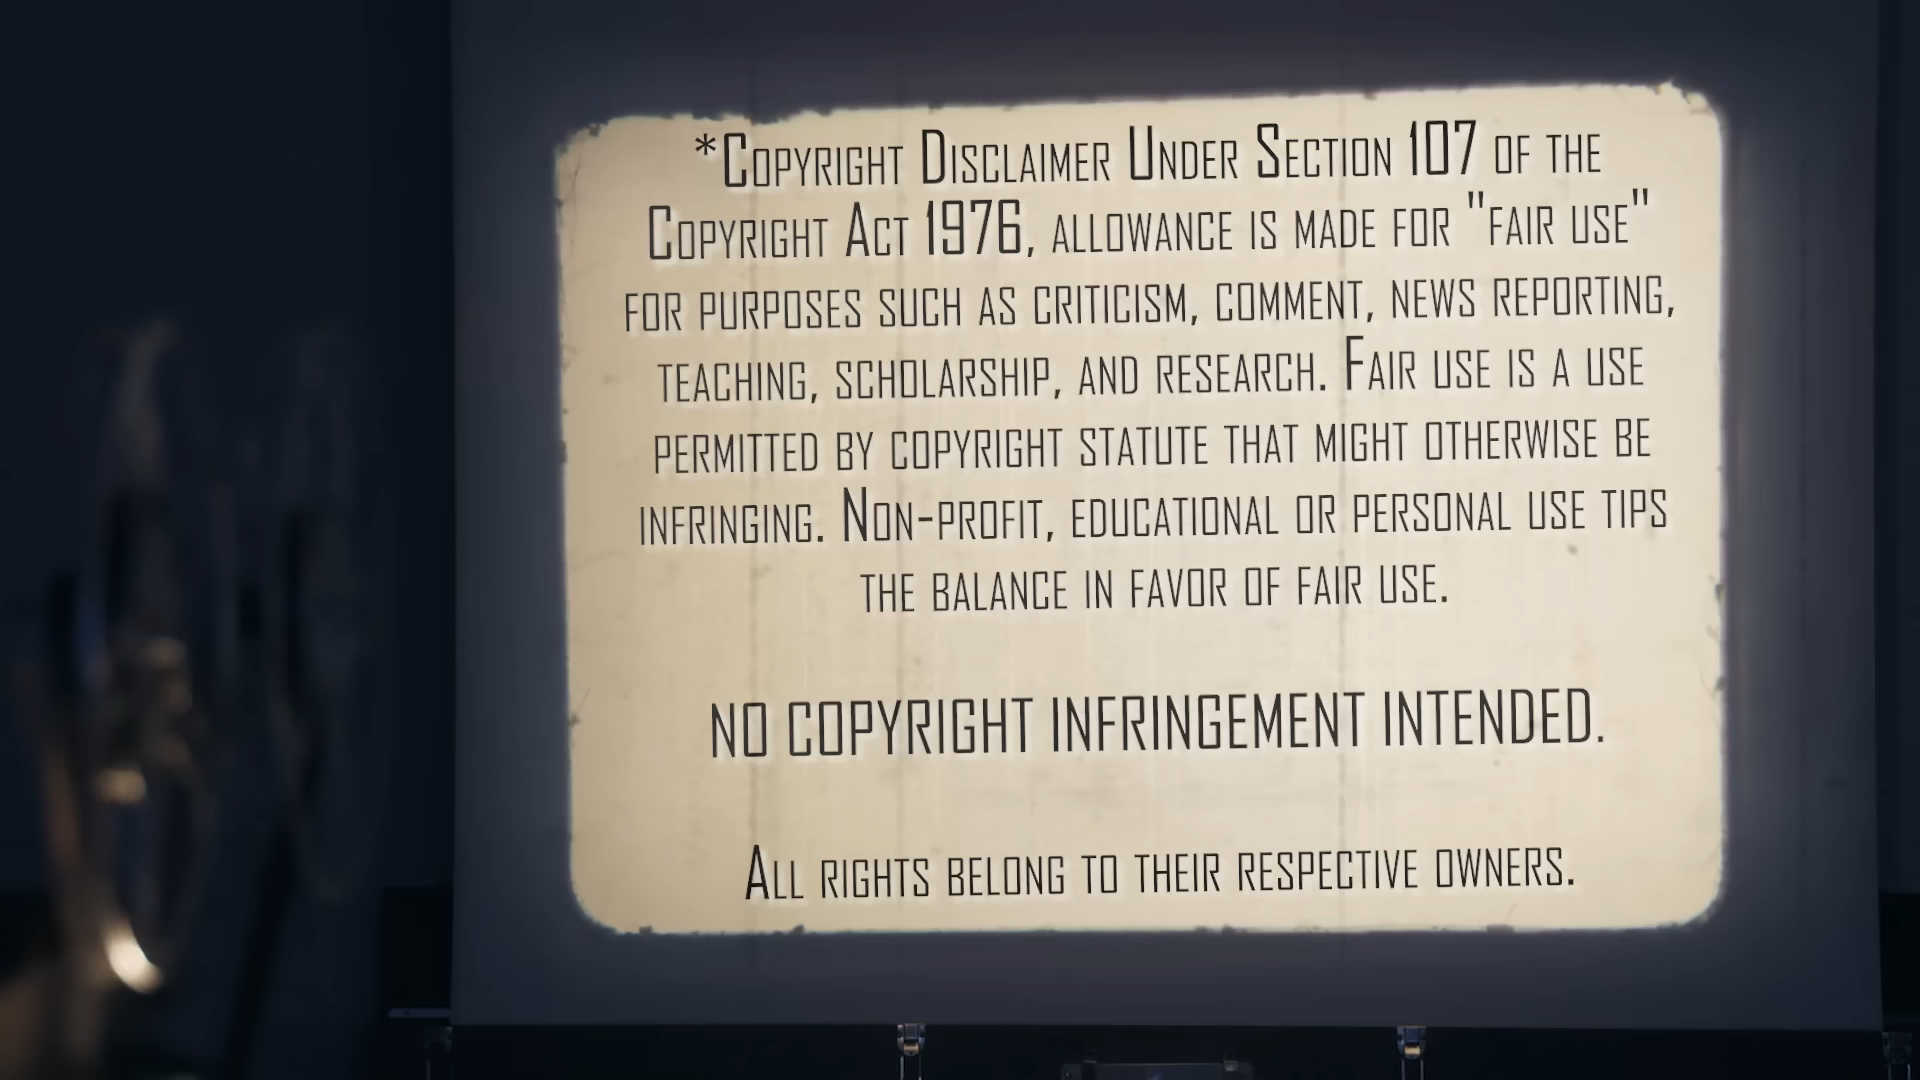 *Copyright Disclaimer Under Section 107 of the
Copyright Act 1976, allowance is made for "fair use"
for purposes such as criticism, comment, news reporting,
teaching, scholarship, and research. Fair use is a use
permitted by copyright statute that might otherwise be
infringing. Non-profit, educational or personal use tips
the balance in favor of fair use.
NO COPYRIGHT INFRINGEMENT INTENDED.
All rights belong to their respective owners.